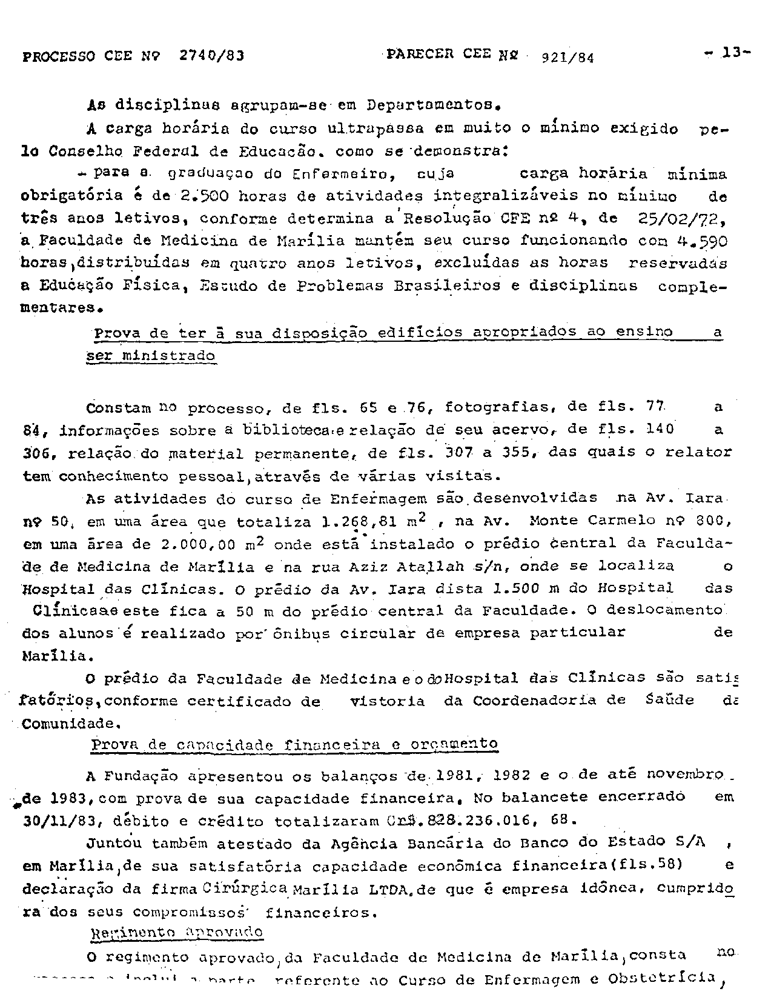 PROCESSO CEE Nº 2740/83 PARECER CEE Nº 921/84 - 13-
As disciplinas agrupam-se em Departamentos.
A carga horária do curso ultrapassa em muito o mínimo exigido pe-
lo Conselho Federal de Educacão. como se demonstra:
- para a graduaçao do Enfermeiro, cuja carga horária mínima
obrigatória é de 2.500 horas de atividades integralizáveis no mínimo de
três anos letivos, conforme determina a Resolução CFE nº 4, de 25/02/72,
a Faculdade de Medicina de Marília mantém seu curso funcionando com 4.590
horas, distribuídas em quatro anos letivos, excluídas as horas reservadas
a Educação Física, Estudo de Problemas Brasileiros e disciplinas comple-
mentares.
Prova de ter à sua disposição edifícios apropriados ao ensino a
ser ministrado
Constam no processo, de fls. 65 e 76, fotografias, de fls. 77 a
84, informações sobre a biblioteca e relação de seu acervo, de fls. 140 a
306, relação do material permanente, de fls. 307 a 355, das quais o relator
tem conhecimento pessoal, através de várias visitas.
As atividades do curso de Enfermagem são desenvolvidas na Av. Iara
nº 50, em uma área que totaliza 1.268,81 m² , na Av. Monte Carmelo nº 800,
em uma área de 2.000,00 m² onde está instalado o prédio central da Faculda-
de de Medicina de Marília e na rua Aziz Atallah s/n, onde se localiza o
Hospital das Clínicas. O prédio da Av. Iara dista 1.500 m do Hospital das
Clínicas e este fica a 50 m do prédio central da Faculdade. O deslocamento
dos alunos é realizado por ônibus circular de empresa particular de
Marília.
O prédio da Faculdade de Medicina e o do Hospital das Clínicas são satis
fatórios, conforme certificado de vistoria da Coordenadoria de Saúde da
Comunidade.
Prova de capacidade financeira e orçamento
A Fundação apresentou os balanços de 1981, 1982 e o de até novembro
de 1983, com prova de sua capacidade financeira. No balancete encerrado em
30/11/83, débito e crédito totalizaram Cr$.828.236.016, 68.
Juntou também atestado da Agência Bancária do Banco do Estado S/A ,
em Marília, de sua satisfatória capacidade econômica financeira(fls.58) e
declaração da firma Cirúrgica Marília LTDA. de que é empresa idônea, cumprido
ra dos seus compromissos financeiros.
Regimento aprovado
O regimento aprovado, da Faculdade de Medicina de Marília, consta no
e inclui a parte referente ao Curso de Enfermagem e Obstetrícia,